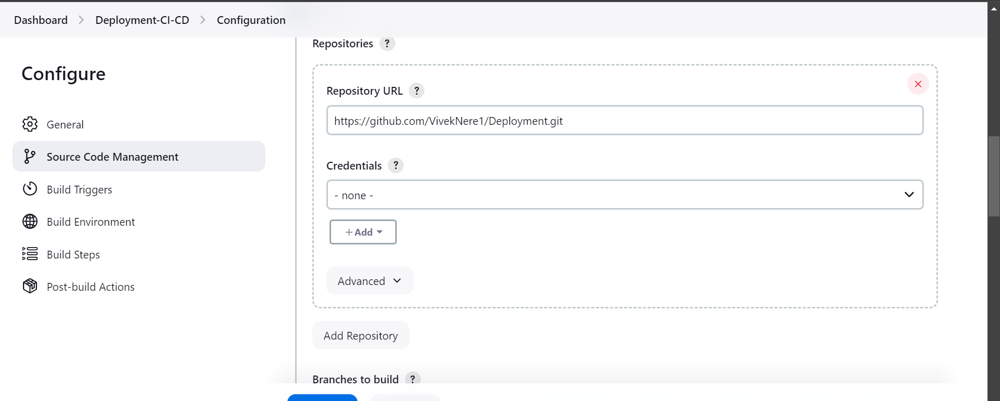 Dashboard > Deployment-CI-CD > Configuration
Configure
General
Source Code Management
Build Triggers
Build Environment
Build Steps
Post-build Actions
Repositories ?
Repository URL ?
https://github.com/VivekNere1/Deployment.git
Credentials ?
- none -
+ Add
Advanced
Add Repository
Branches to build ?